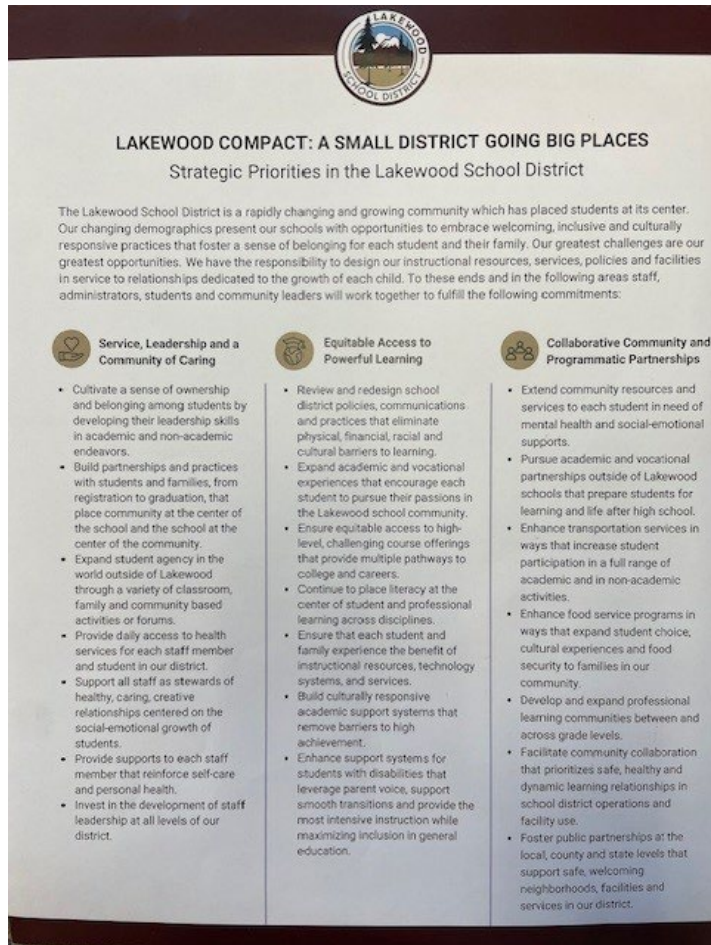 LAKEWOOD
SCHOOL DISTRICT
LAKEWOOD COMPACT: A SMALL DISTRICT GOING BIG PLACES
Strategic Priorities in the Lakewood School District
The Lakewood School District is a rapidly changing and growing community which has placed students at its center.
Our changing demographics present our schools with opportunities to embrace welcoming, inclusive and culturally
responsive practices that foster a sense of belonging for each student and their family. Our greatest challenges are our
greatest opportunities. We have the responsibility to design our instructional resources, services, policies and facilities
in service to relationships dedicated to the growth of each child. To these ends and in the following areas staff,
administrators, students and community leaders will work together to fulfill the following commitments:
Service, Leadership and a
Community of Caring
• Cultivate a sense of ownership
and belonging among students by
developing their leadership skills
in academic and non-academic
endeavors.
• Build partnerships and practices
with students and families, from
registration to graduation, that
place community at the center of
the school and the school at the
center of the community.
• Expand student agency in the
world outside of Lakewood
through a variety of classroom,
family and community based
activities or forums.
• Provide daily access to health
services for each staff member
and student in our district.
• Support all staff as stewards of
healthy, caring, creative
relationships centered on the
social-emotional growth of
students.
• Provide supports to each staff
member that reinforce self-care
and personal health.
• Invest in the development of staff
leadership at all levels of our
district.
Equitable Access to
Powerful Learning
• Review and redesign school
district policies, communications
and practices that eliminate
physical, financial, racial and
cultural barriers to learning.
• Expand academic and vocational
experiences that encourage each
student to pursue their passions in
the Lakewood school community.
• Ensure equitable access to high-
level, challenging course offerings
that provide multiple pathways to
college and careers.
• Continue to place literacy at the
center of student and professional
learning across disciplines.
• Ensure that each student and
family experience the benefit of
instructional resources, technology
systems, and services.
• Build culturally responsive
academic support systems that
remove barriers to high
achievement.
• Enhance support systems for
students with disabilities that
leverage parent voice, support
smooth transitions and provide the
most intensive instruction while
maximizing inclusion in general
education.
Collaborative Community and
Programmatic Partnerships
• Extend community resources and
services to each student in need of
mental health and social-emotional
supports.
• Pursue academic and vocational
partnerships outside of Lakewood
schools that prepare students for
learning and life after high school.
• Enhance transportation services in
ways that increase student
participation in a full range of
academic and in non-academic
activities.
• Enhance food service programs in
ways that expand student choice,
cultural experiences and food
security to families in our
community.
• Develop and expand professional
learning communities between and
across grade levels.
• Facilitate community collaboration
that prioritizes safe, healthy and
dynamic learning relationships in
school district operations and
facility use.
• Foster public partnerships at the
local, county and state levels that
support safe, welcoming
neighborhoods, facilities and
services in our district.